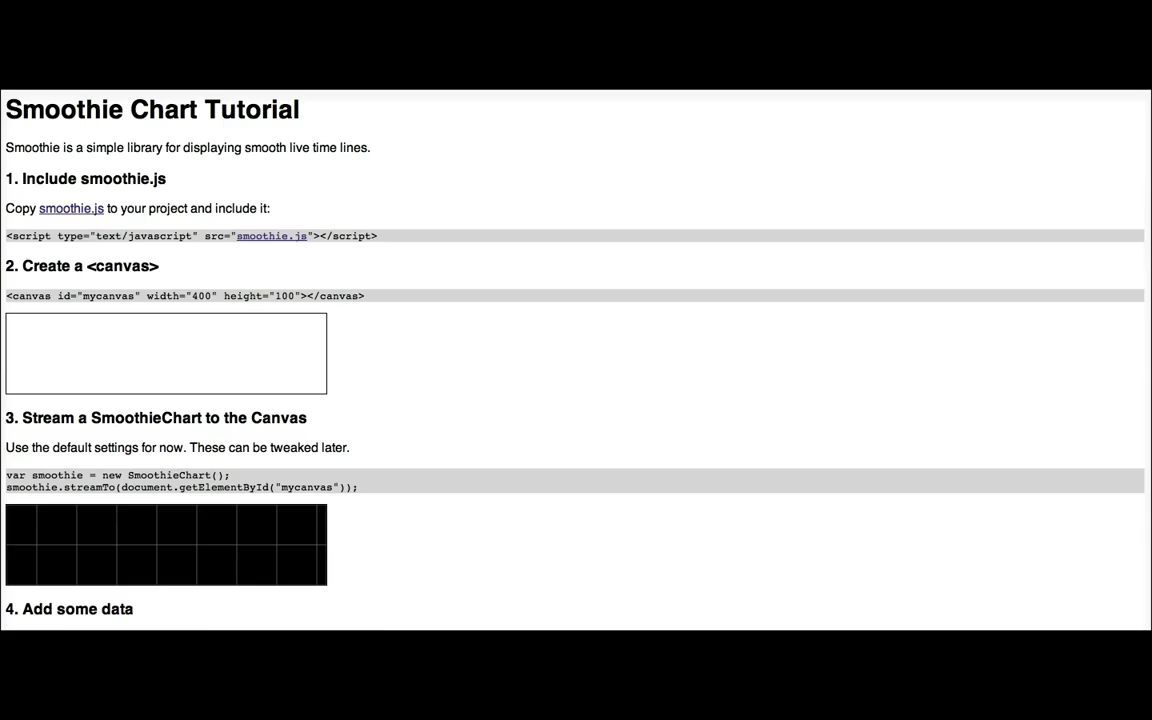 Smoothie Chart Tutorial
Smoothie is a simple library for displaying smooth live time lines.
1. Include smoothie.js
Copy smoothie.js to your project and include it:
<script type="text/javascript" src="smoothie.js"></script>
2. Create a <canvas>
<canvas id="mycanvas" width="400" height="100"></canvas>
3. Stream a SmoothieChart to the Canvas
Use the default settings for now. These can be tweaked later.
var smoothie = new SmoothieChart();
smoothie.streamTo(document.getElementById("mycanvas"));
4. Add some data